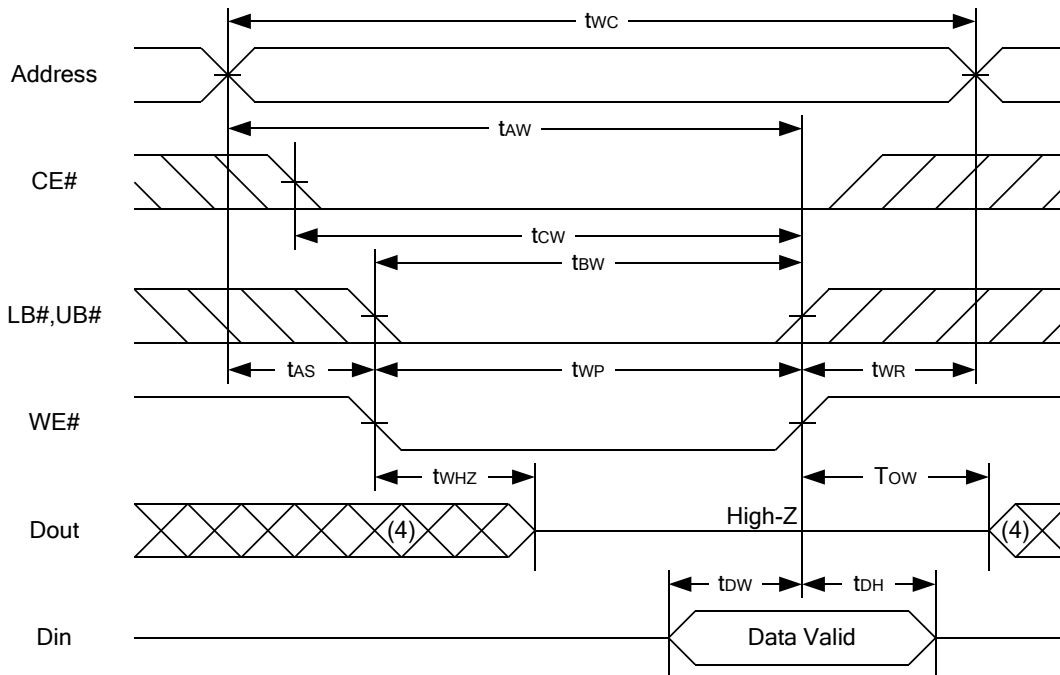 tWC
Address
tAW
CE#
tCW
tBW
LB#,UB#
tAS
tWP
tWR
WE#
tWHZ
TOW
Dout
(4)
High-Z
(4)
tDW
tDH
Din
Data Valid